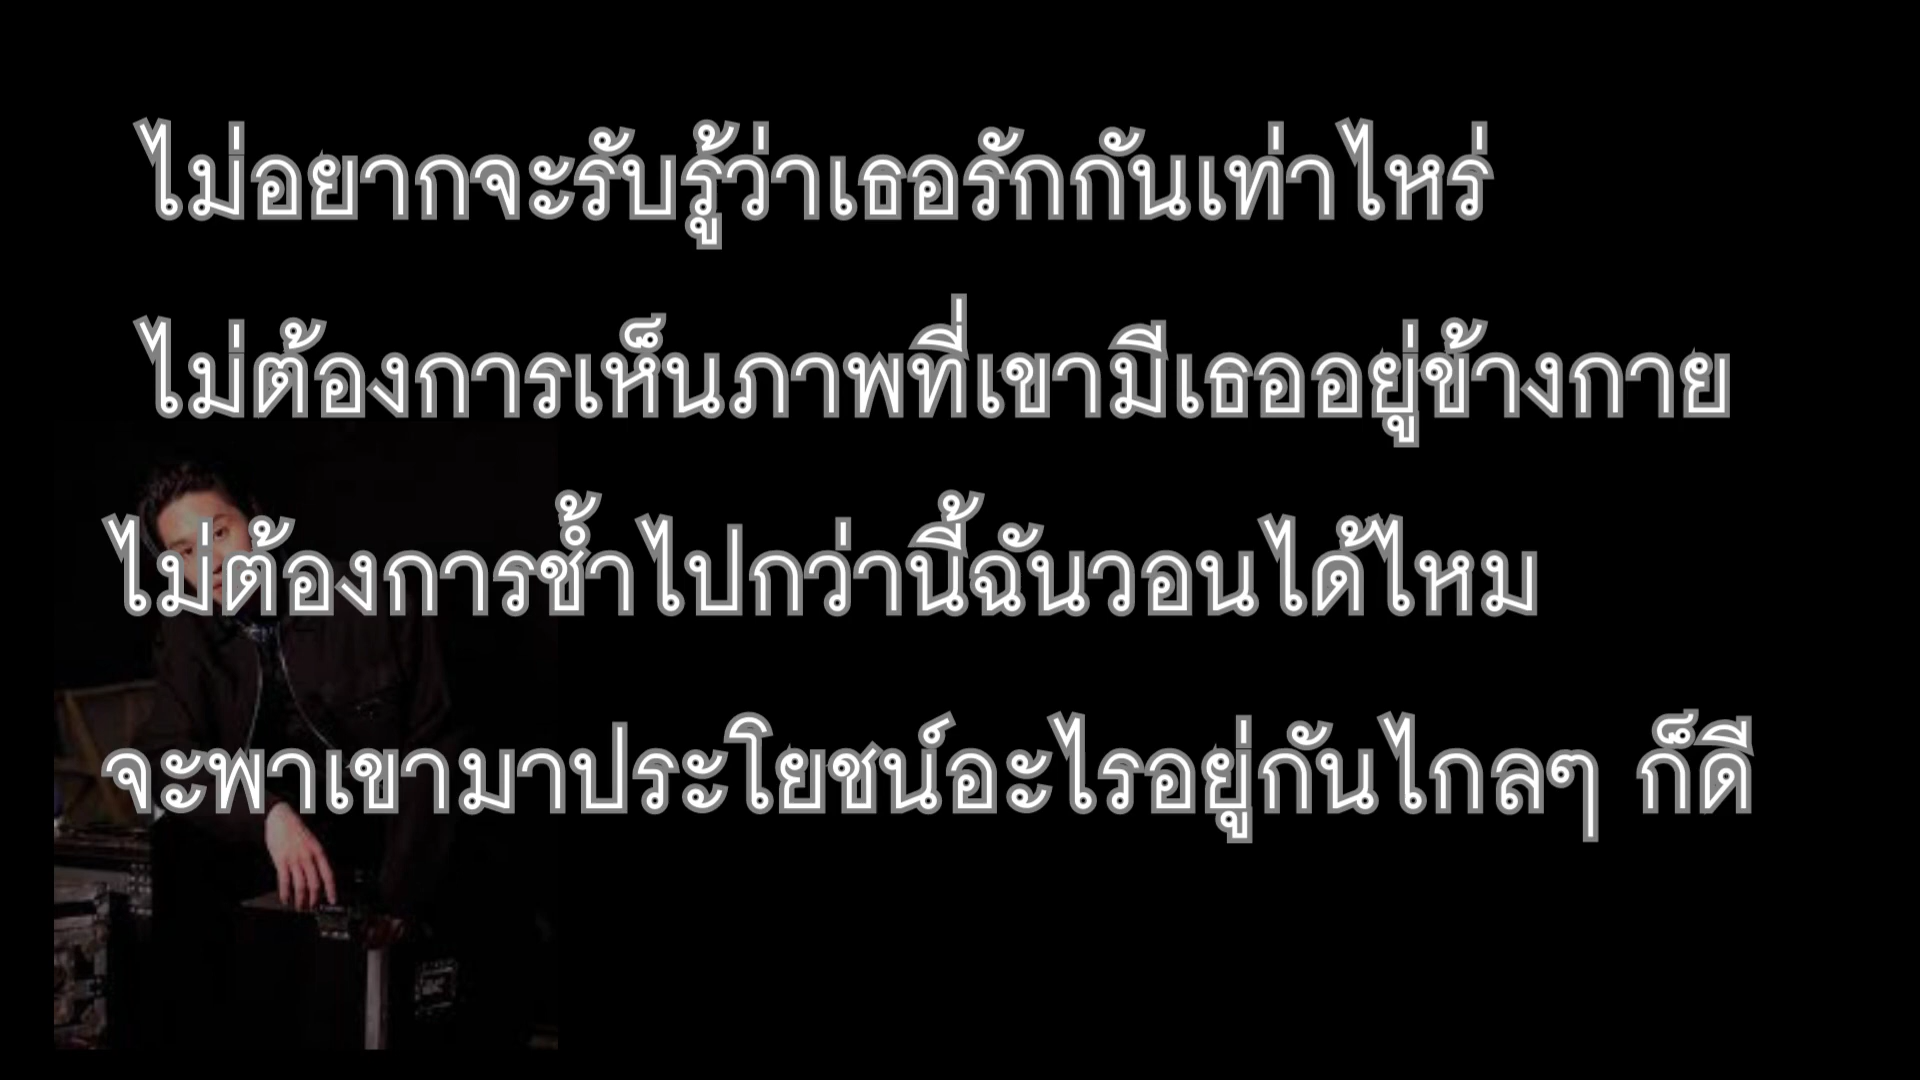 ไม่อยากจะรับรู้ว่าเธอรักกันเท่าไหร่
ไม่ต้องการเห็นภาพที่เขามีเธออยู่ข้างกาย
ไม่ต้องการช้ำไปกว่านี้ฉันวอนได้ไหม
จะพาเขามาประโยชน์อะไรอยู่กันไกลๆ ก็ดี